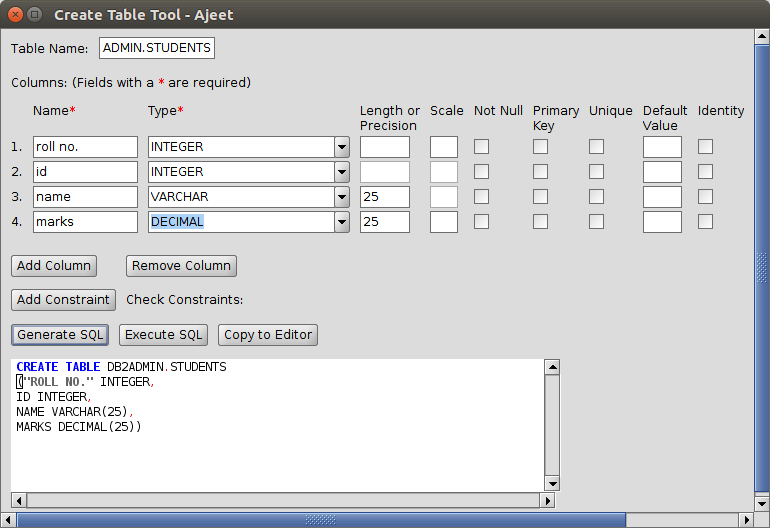 Create Table Tool - Ajeet
Table Name: ADMIN.STUDENTS
Columns: (Fields with a * are required)
Name* Type* Length or Precision Scale Not Null Primary Key Unique Default Value Identity
1. roll no. INTEGER
2. id INTEGER
3. name VARCHAR 25
4. marks DECIMAL 25
Add Column Remove Column
Add Constraint Check Constraints:
Generate SQL Execute SQL Copy to Editor
CREATE TABLE DB2ADMIN.STUDENTS
("ROLL NO." INTEGER,
ID INTEGER,
NAME VARCHAR(25),
MARKS DECIMAL(25))